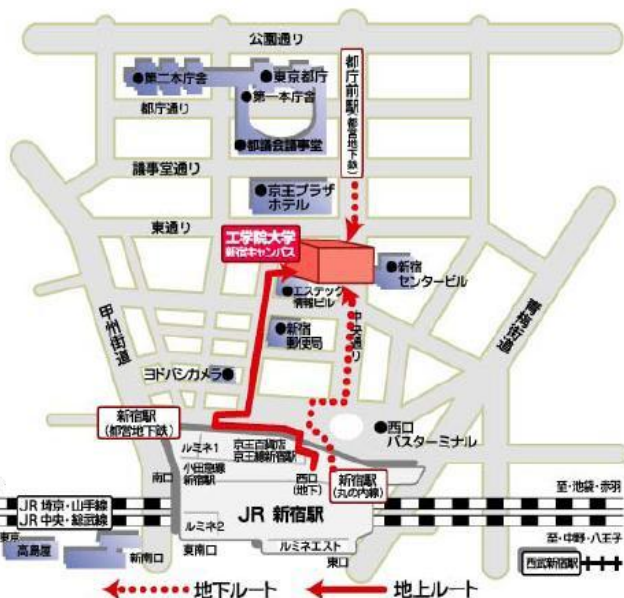 公園通り
●第二本庁舎
●東京都庁
●第一本庁舎
都庁通り
●都議会議事堂
都庁前駅(都営地下鉄)
議事堂通り
●京王プラザ
ホテル
東通り
工学院大学
新宿キャンパス
●新宿
センタービル
●エステック
情報ビル
中央通り
●新宿
郵便局
甲州街道
青梅街道
ヨドバシカメラ●
新宿駅
(都営地下鉄)
●西口
バスターミナル
ルミネ1
京王百貨店
京王線新宿駅
小田急線
新宿駅
西口
(地下)
新宿駅
(丸の内線)
南口
至・池袋・赤羽
JR 埼京・山手線
JR 中央・総武線
JR 新宿駅
ルミネ2
東京
至・中野・八王子
高島屋
新南口
東南口
ルミネエスト
東口
西武新宿駅
地下ルート
地上ルート